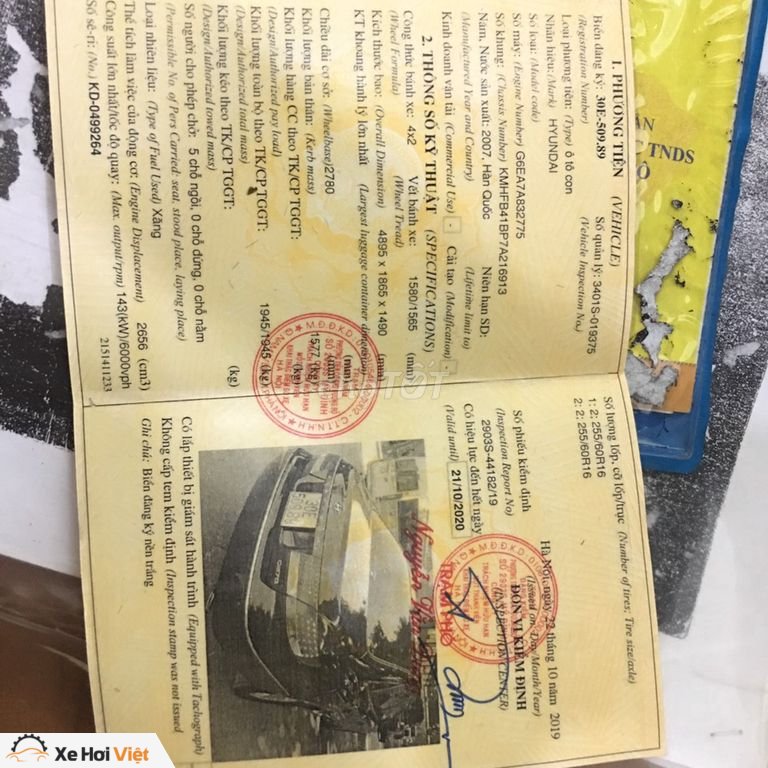 1. PHƯƠNG TIỆN (VEHICLE)
Biển đăng ký: 30E-509.89 Số quản lý: 3401S-019375
(Registration Number) (Vehicle Inspection No.)
Loại phương tiện: (Type) ô tô con
Nhãn hiệu: (Mark) HYUNDAI
Số loại: (Model code)
Số máy: (Engine Number) G6EA7A832775
Số khung: (Chassis Number) KMHFB41BP7A216913
Năm, Nước sản xuất: 2007, Hàn Quốc Niên hạn SD:
(Manufactured Year and Country) (Lifetime limit to)
Kinh doanh vận tải (Commercial Use) - Cải tạo (Modification)
2. THÔNG SỐ KỸ THUẬT (SPECIFICATIONS)
Công thức bánh xe: 4x2 Vết bánh xe: 1580/1565 (mm)
(Wheel Formula) (Wheel Tread)
Kích thước bao: (Overall Dimension) 4895 x 1865 x 1490 (mm)
KT khoang hành lý lớn nhất (Largest luggage container dimension)
(mm)
Chiều dài cơ sở: (Wheelbase) 2780 (mm)
Khối lượng bản thân: (Kerb mass) 1577 (kg)
Khối lượng hàng CC theo TK/CP TGGT: (kg)
(Design/Authorized pay load)
Khối lượng toàn bộ theo TK/CP TGGT: 1945/1945 (kg)
(Design/Authorized total mass)
Khối lượng kéo theo TK/CP TGGT: (kg)
(Design/Authorized towed mass)
Số người cho phép chở: 5 chỗ ngồi, 0 chỗ đứng, 0 chỗ nằm
(Permissible No. of Pers Carried: seat, stood place, laying place)
Loại nhiên liệu: (Type of Fuel Used) Xăng
Thể tích làm việc của động cơ: (Engine Displacement) 2656 (cm3)
Công suất lớn nhất/tốc độ quay: (Max. output/rpm) 143(kW)/6000vph
Số sê-ri: (No.) KD-0499264 2151411233
Số lượng lốp, cỡ lốp/trục (Number of tires; Tire size/axle)
1: 2; 255/60R16
2: 2; 255/60R16
Số phiếu kiểm định
(Inspection Report No)
2903S-44182/19
Có hiệu lực đến hết ngày
(Valid until) 21/10/2020
Hà Nội, ngày 22 tháng 10 năm 2019
(Issued on: Day/Month/Year)
ĐƠN VỊ KIỂM ĐỊNH
(INSPECTION CENTER)
Có lắp thiết bị giám sát hành trình (Equipped with Tachograph)
Không cấp tem kiểm định (Inspection stamp was not issued)
Ghi chú: Biển đăng ký nền trắng
TNDS
Xe Hơi Việt